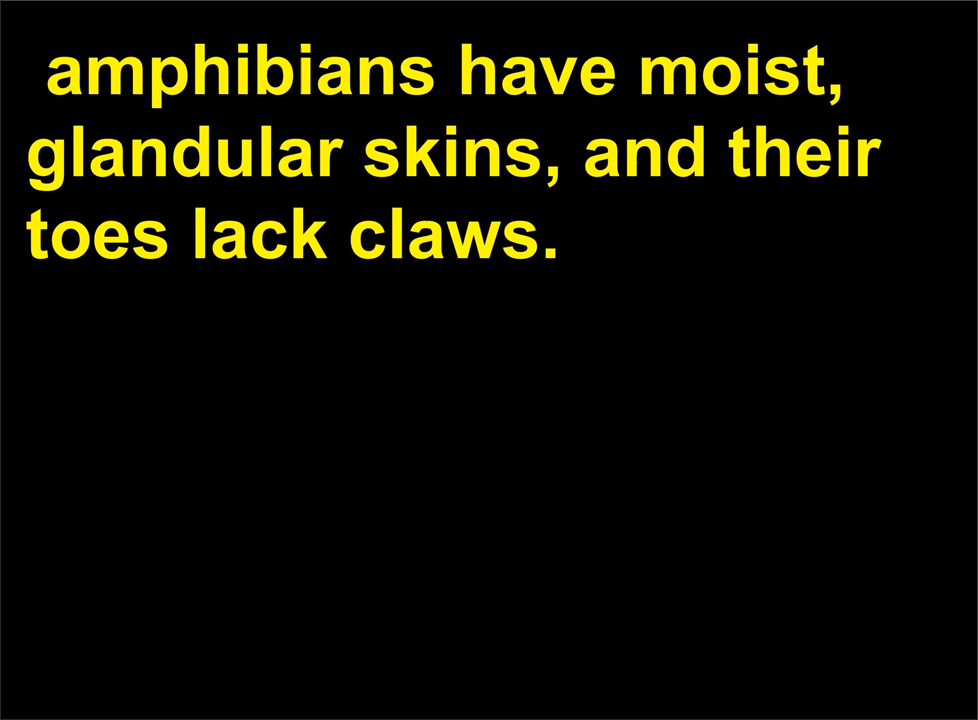 amphibians have moist,
glandular skins, and their
toes lack claws.